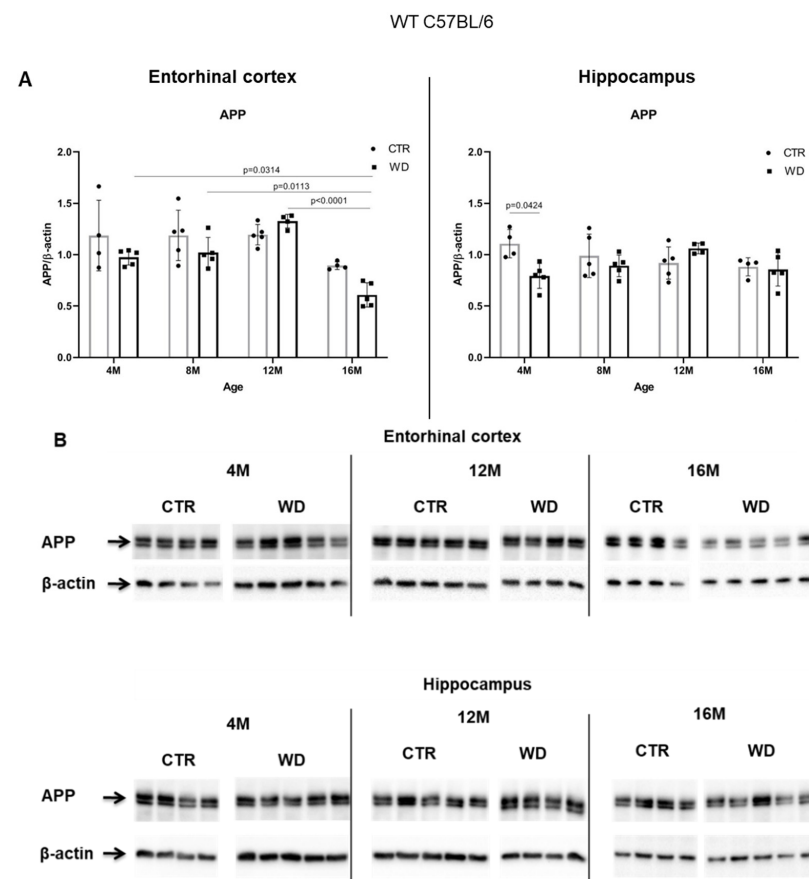 WT C57BL/6
A
Entorhinal cortex
APP
CTR
WD
p=0.0314
p=0.0113
p<0.0001
2.0
1.5
1.0
0.5
0.0
APP/β-actin
4M 8M 12M 16M
Age
Hippocampus
APP
CTR
WD
p=0.0424
2.0
1.5
1.0
0.5
0.0
APP/β-actin
4M 8M 12M 16M
Age
B
Entorhinal cortex
4M 12M 16M
CTR WD CTR WD CTR WD
APP
β-actin
Hippocampus
4M 12M 16M
CTR WD CTR WD CTR WD
APP
β-actin